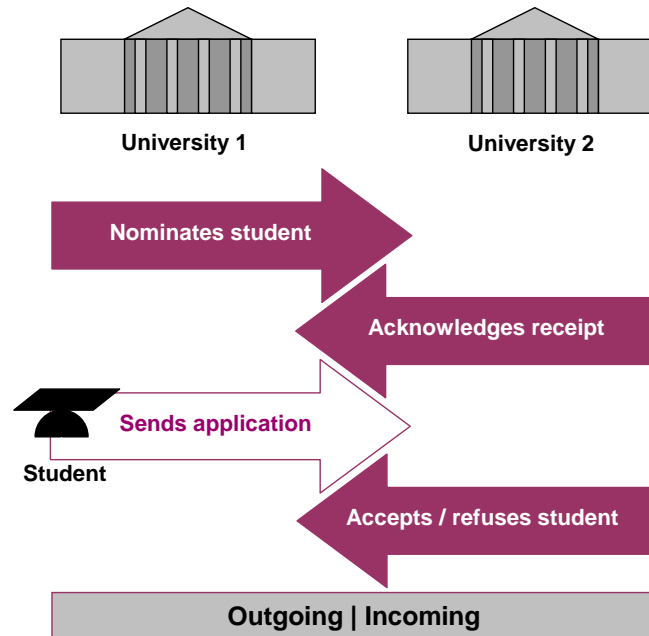 University 1
University 2
Nominates student
Acknowledges receipt
Sends application
Student
Accepts / refuses student
Outgoing | Incoming